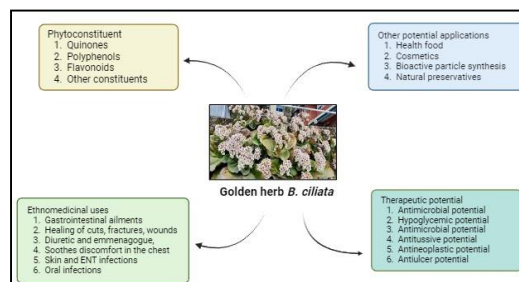 Phytoconstituent
1. Quinones
2. Polyphenols
3. Flavonoids
4. Other constituents
Other potential applications
1. Health food
2. Cosmetics
3. Bioactive particle synthesis
4. Natural preservatives
Golden herb B. ciliata
Ethnomedicinal uses
1. Gastrointestinal ailments
2. Healing of cuts, fractures, wounds
3. Diuretic and emmenagogue,
4. Soothes discomfort in the chest
5. Skin and ENT infections
6. Oral infections
Therapeutic potential
1. Antimicrobial potential
2. Hypoglycemic potential
3. Antimicrobial potential
4. Antitussive potential
5. Antineoplastic potential
6. Antiulcer potential